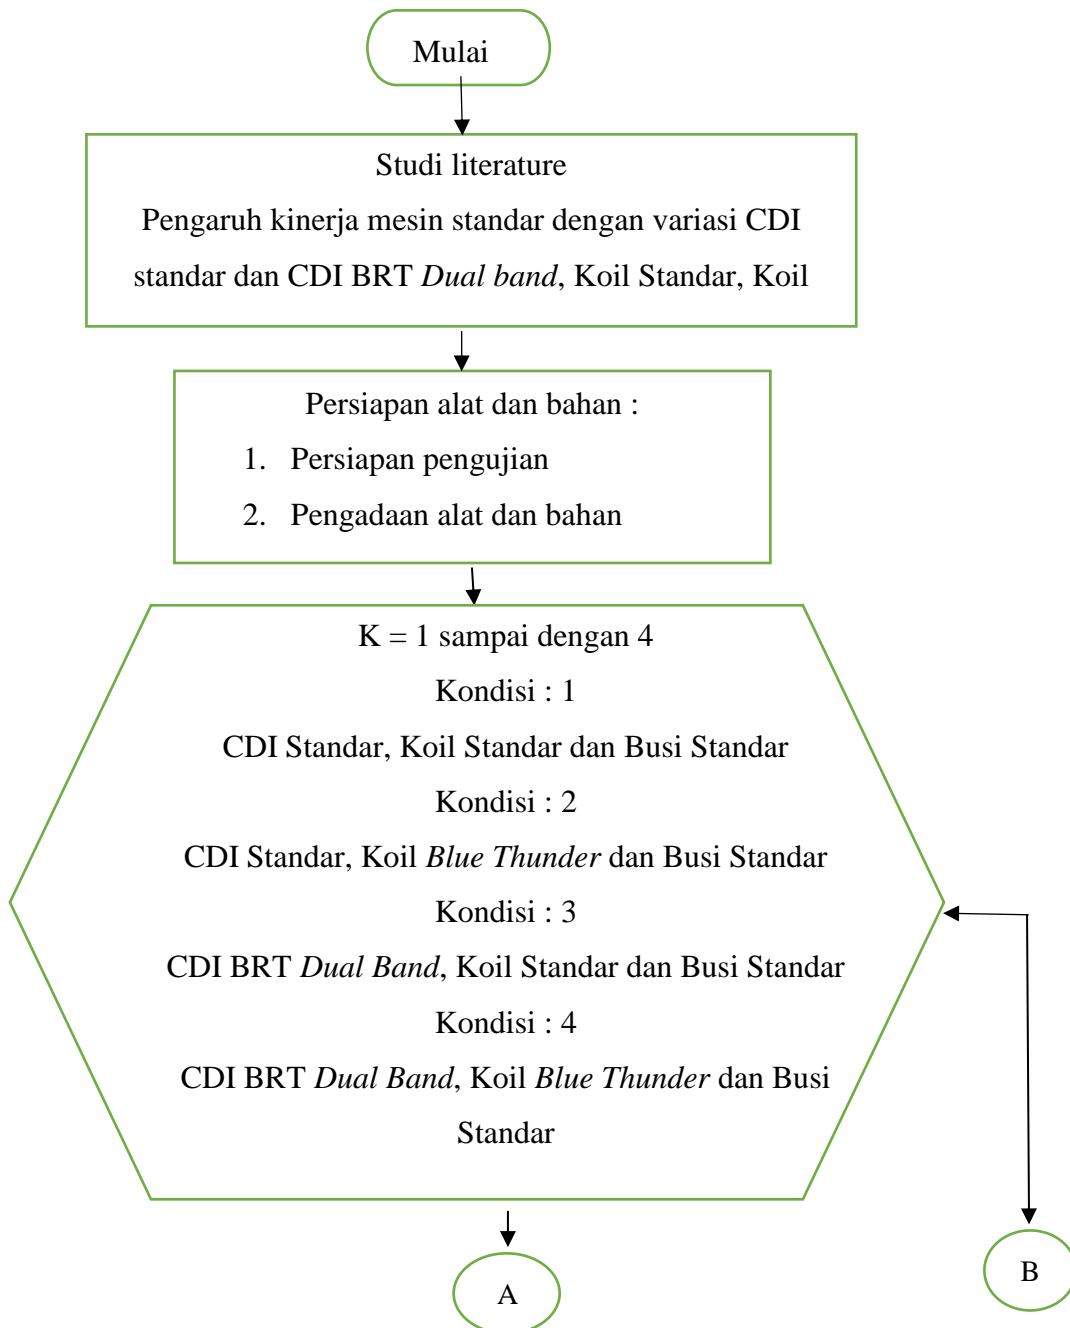 Mulai
Studi literature
Pengaruh kinerja mesin standar dengan variasi CDI
standar dan CDI BRT Dual band, Koil Standar, Koil
Persiapan alat dan bahan :
1. Persiapan pengujian
2. Pengadaan alat dan bahan
K = 1 sampai dengan 4
Kondisi : 1
CDI Standar, Koil Standar dan Busi Standar
Kondisi : 2
CDI Standar, Koil Blue Thunder dan Busi Standar
Kondisi : 3
CDI BRT Dual Band, Koil Standar dan Busi Standar
Kondisi : 4
CDI BRT Dual Band, Koil Blue Thunder dan Busi
Standar
A
B